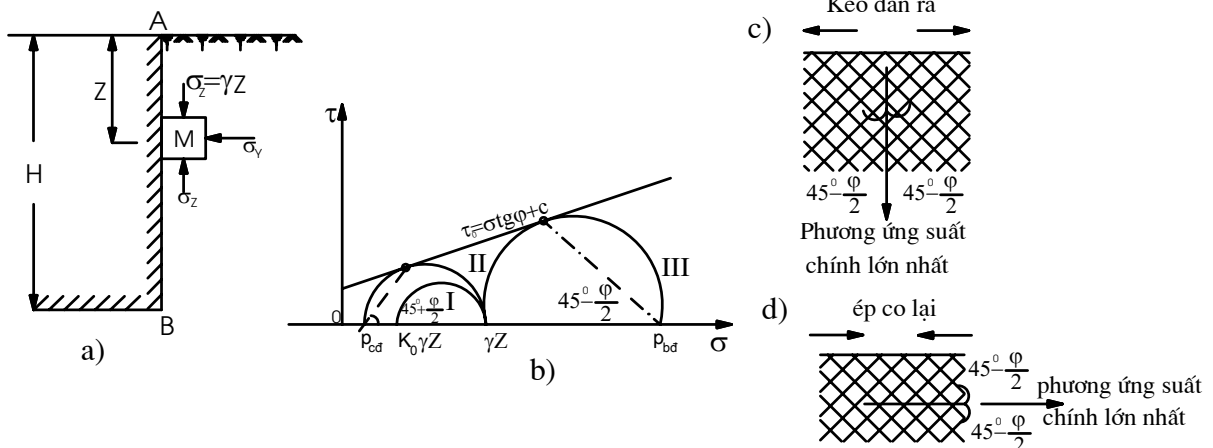 A
Z
σz=γZ
M
σY
σz
H
B
a)
τ
τ₀=σtgφ+c
II
III
45°+φ/2
I
45°-φ/2
0
pcđ
K₀γZ
γZ
pbđ
σ
b)
Kéo dãn ra
c)
45°-φ/2
45°-φ/2
Phương ứng suất
chính lớn nhất
d)
ép co lại
45°-φ/2
phương ứng suất
chính lớn nhất
45°-φ/2